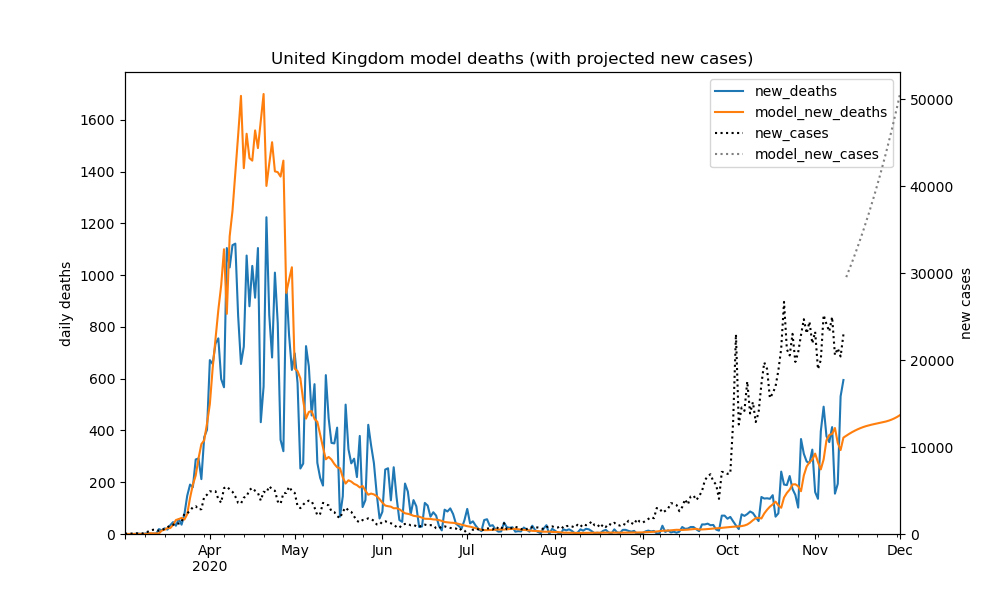 United Kingdom model deaths (with projected new cases)
new_deaths
model_new_deaths
new_cases
model_new_cases
daily deaths
1600
1400
1200
1000
800
600
400
200
0
new cases
50000
40000
30000
20000
10000
0
Apr
2020
May
Jun
Jul
Aug
Sep
Oct
Nov
Dec